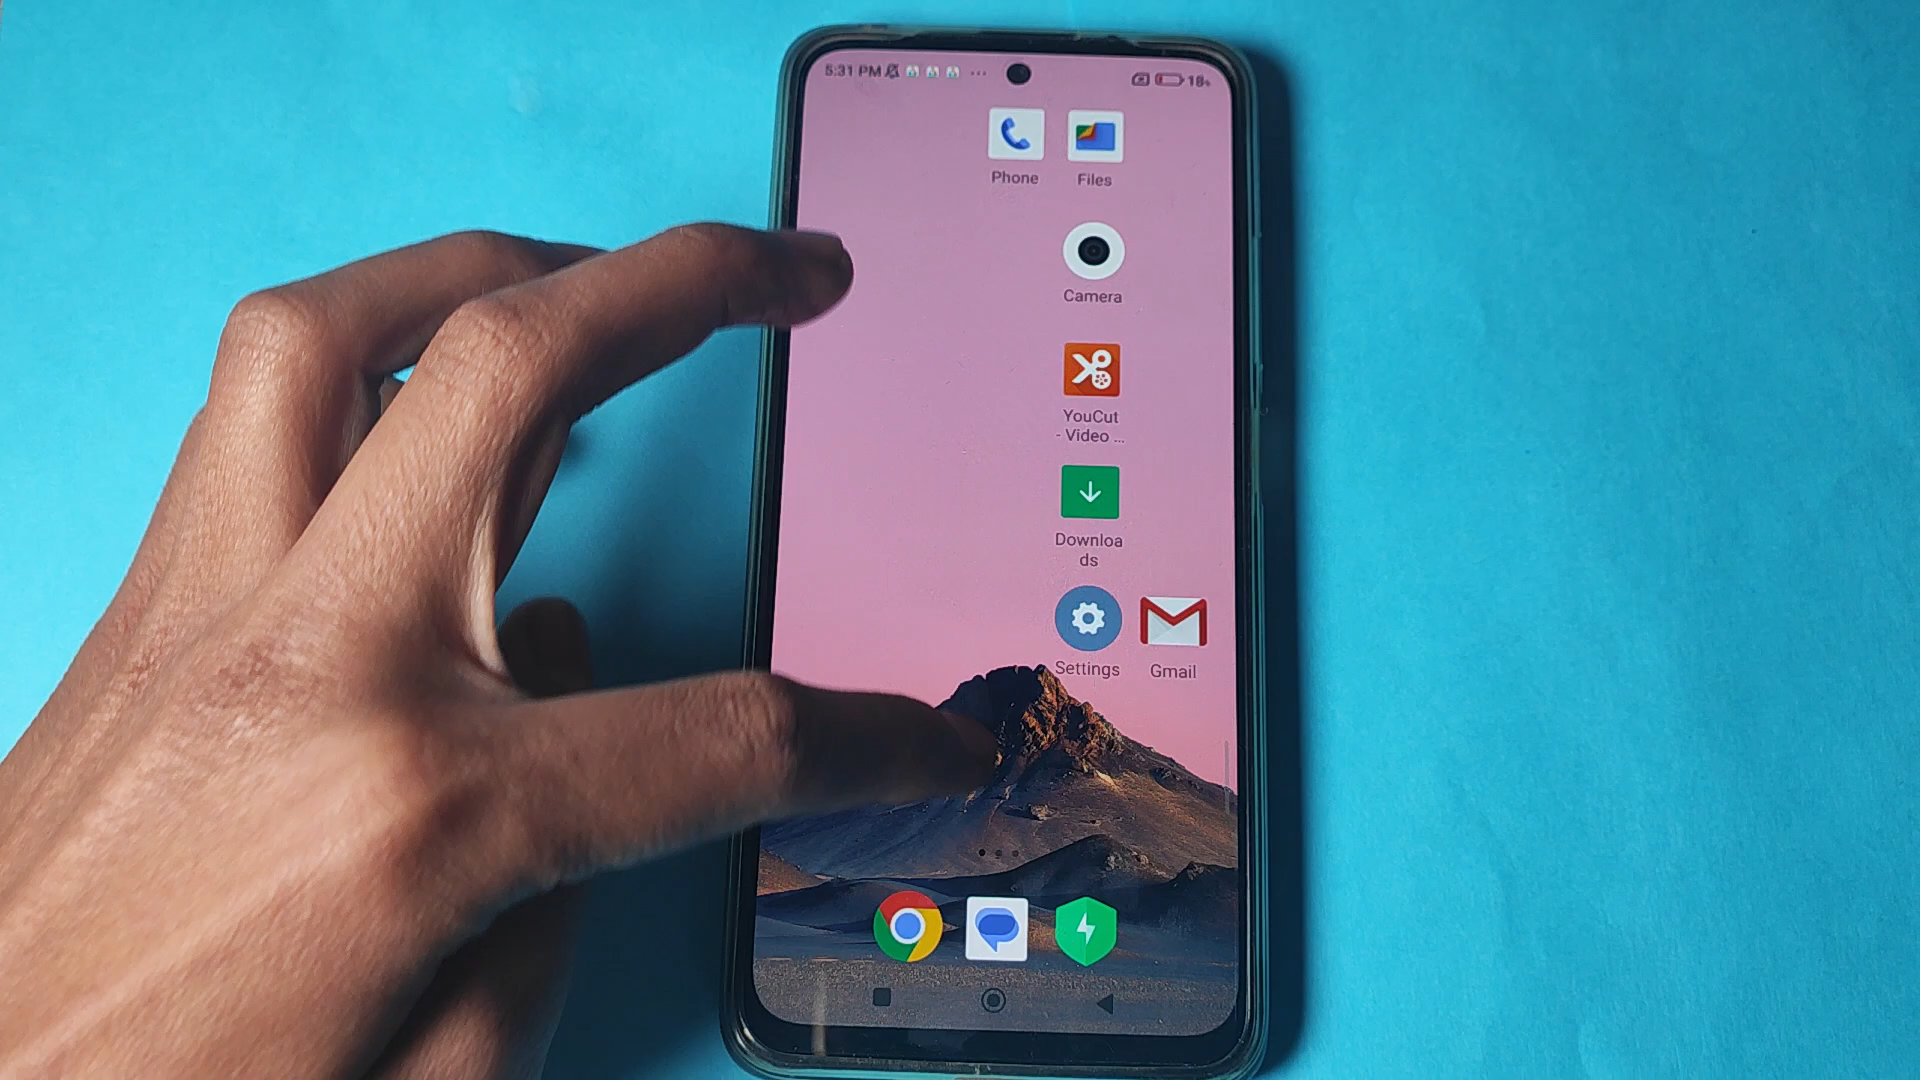 5:31 PM
18%
Phone
Files
Camera
YouCut
- Video ...
Downloa
ds
Settings
Gmail